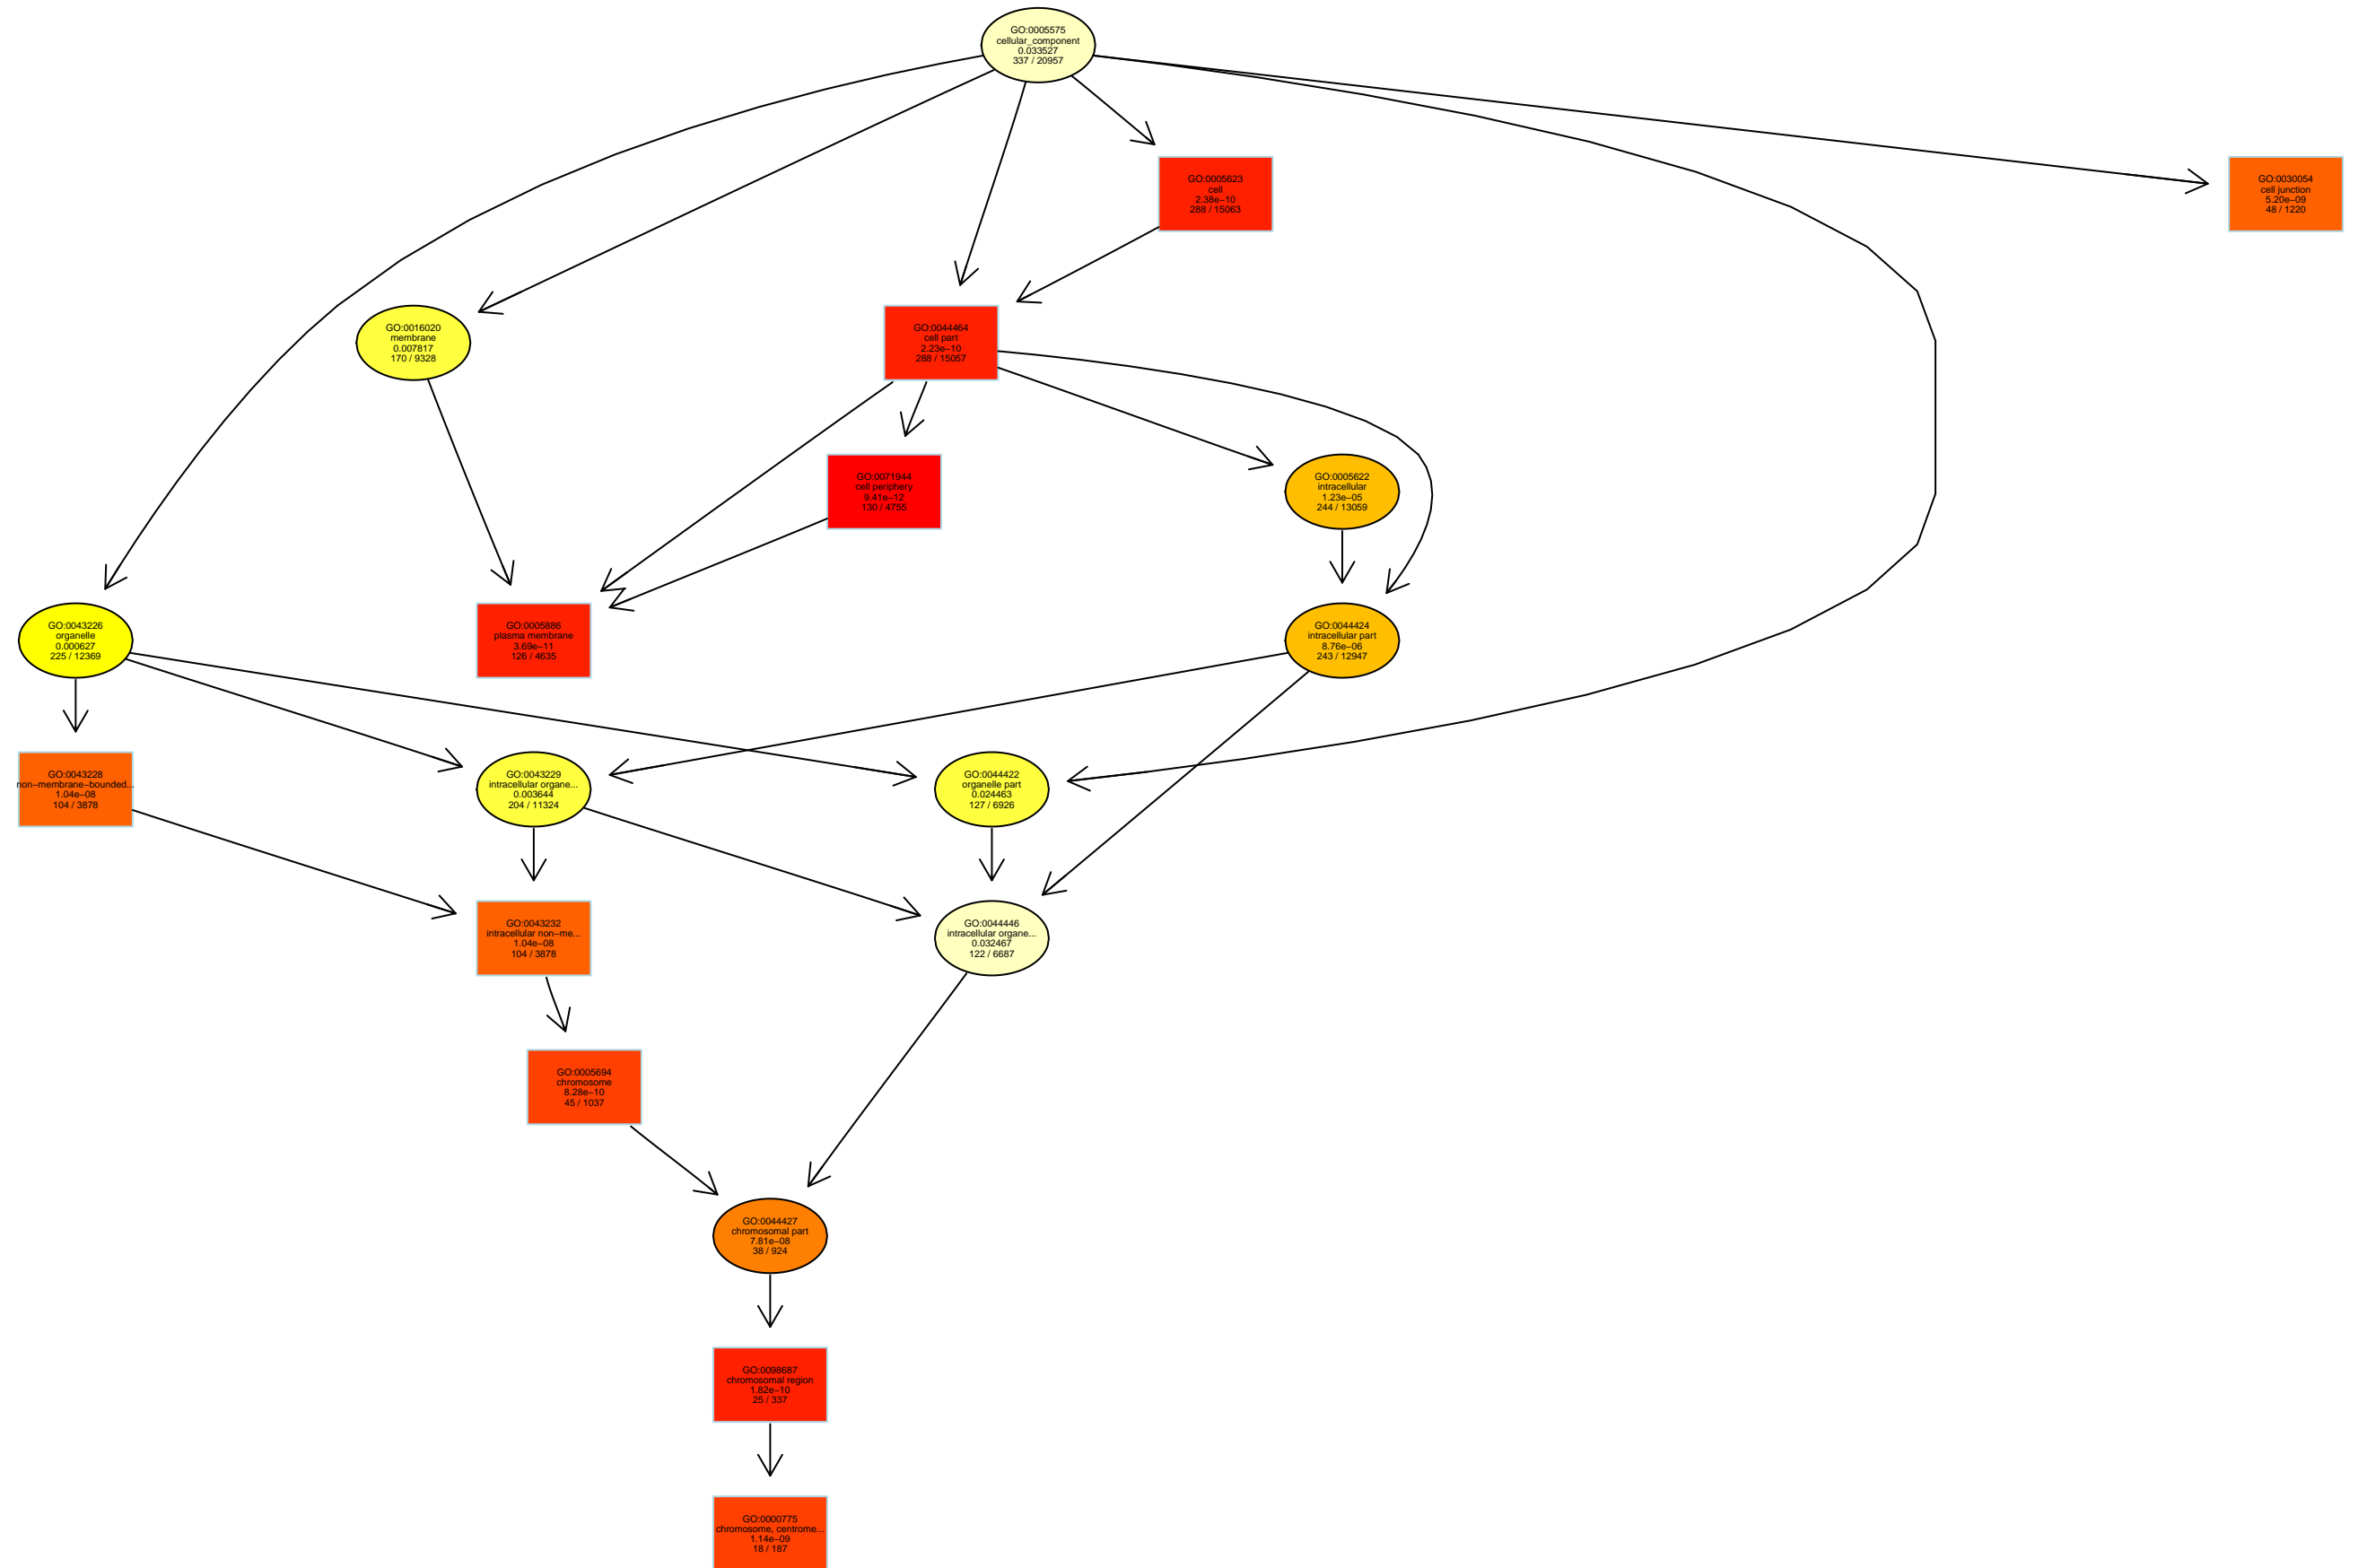 GO:0005575
cellular_component
0.033527
337 / 20957
GO:0005623
cell
2.38e−10
288 / 15063
GO:0030054
cell junction
5.20e−09
48 / 1220
GO:0016020
membrane
0.007817
170 / 9328
GO:0044464
cell part
2.23e−10
288 / 15057
GO:0071944
cell periphery
9.41e−12
130 / 4755
GO:0005622
intracellular
1.23e−05
244 / 13059
GO:0043226
organelle
0.000627
225 / 12369
GO:0005886
plasma membrane
3.69e−11
126 / 4635
GO:0044424
intracellular part
8.76e−06
243 / 12947
GO:0043228
non−membrane−bounded...
1.04e−08
104 / 3878
GO:0043229
intracellular organe...
0.003644
204 / 11324
GO:0044422
organelle part
0.024463
127 / 6926
GO:0043232
intracellular non−me...
1.04e−08
104 / 3878
GO:0044446
intracellular organe...
0.032467
122 / 6687
GO:0005694
chromosome
8.28e−10
45 / 1037
GO:0044427
chromosomal part
7.81e−08
38 / 924
GO:0098687
chromosomal region
1.82e−10
25 / 337
GO:0000775
chromosome, centrome...
1.14e−09
18 / 187